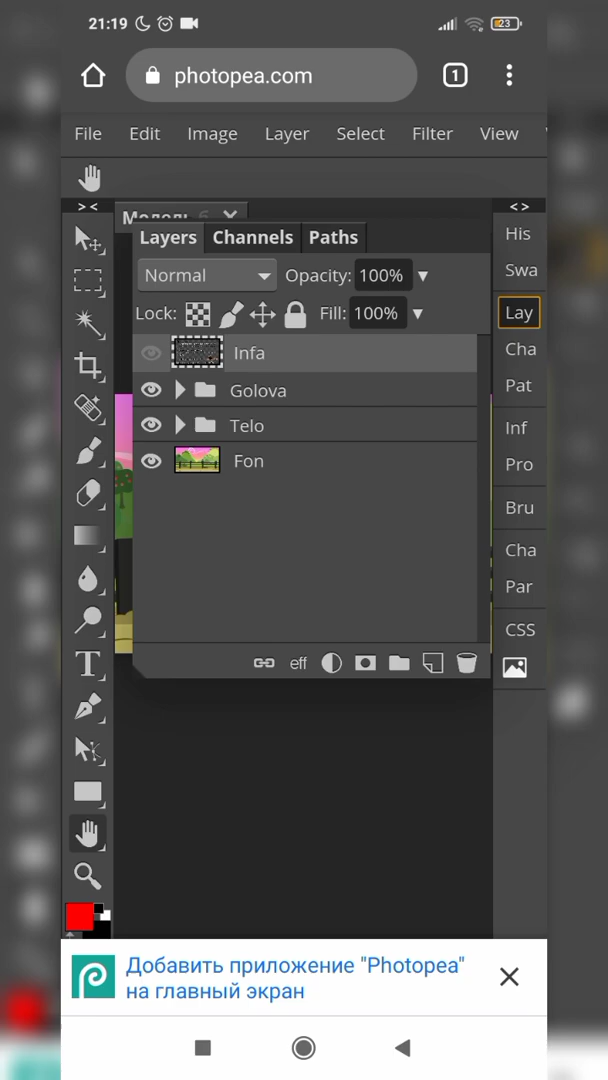 21:19 23
photopea.com 1
File Edit Image Layer Select Filter View
> < < >
Модель 6
Layers Channels Paths
Normal Opacity: 100%
Lock: Fill: 100%
Infa
Golova
Telo
Fon
eff
His
Swa
Lay
Cha
Pat
Inf
Pro
Bru
Cha
Par
CSS
T
Добавить приложение "Photopea"
на главный экран